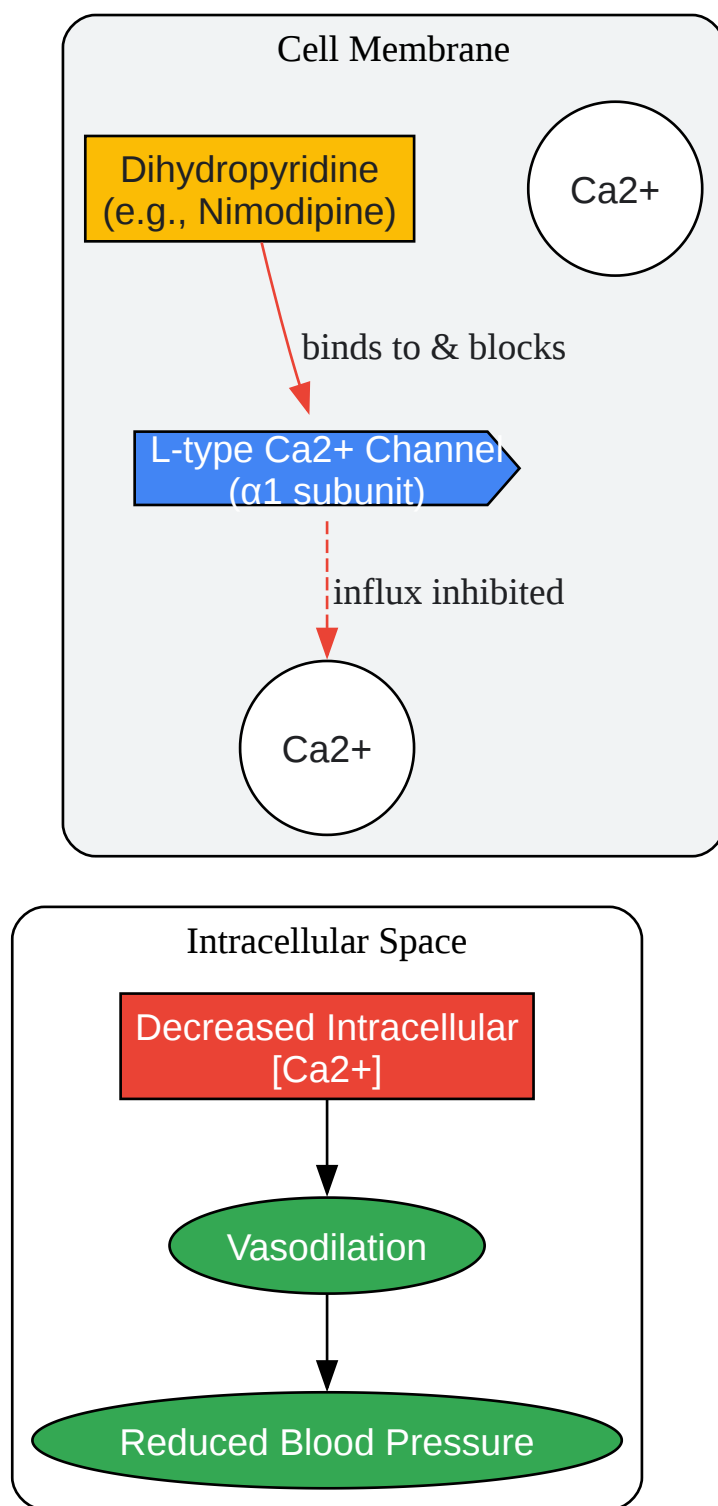 Cell Membrane
Dihydropyridine
(e.g., Nimodipine)
Ca2+
binds to & blocks
L-type Ca2+ Channel
(α1 subunit)
influx inhibited
Ca2+
Intracellular Space
Decreased Intracellular
[Ca2+]
Vasodilation
Reduced Blood Pressure